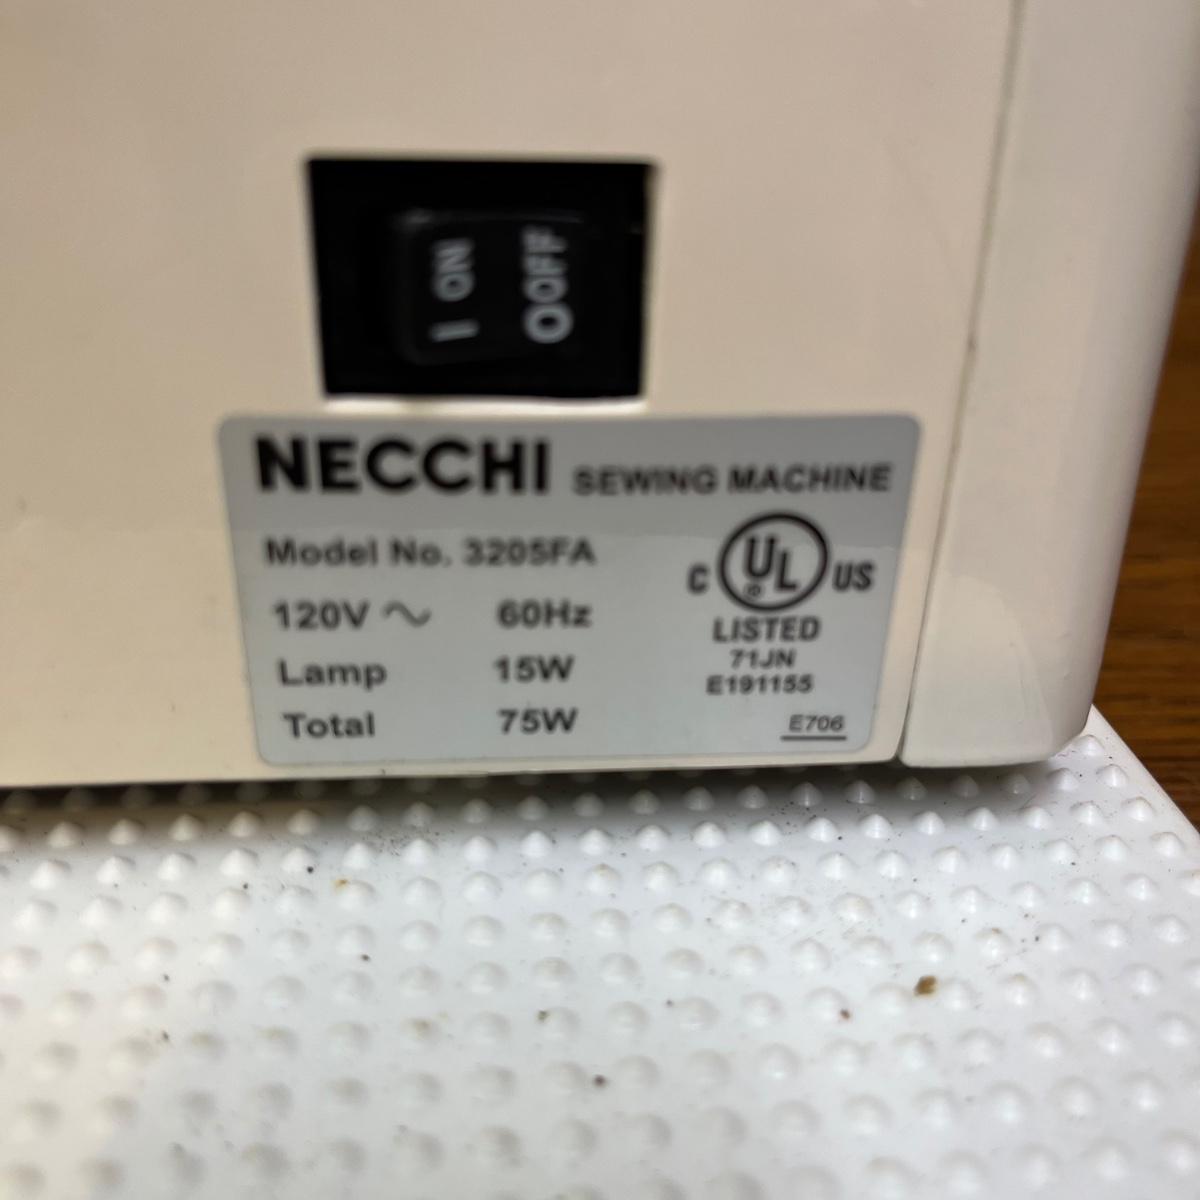 I ON
O OFF
NECCHI SEWING MACHINE
Model No. 3205FA
120V ~ 60Hz
Lamp 15W
Total 75W
C UL US
®
LISTED
71JN
E191155
E706